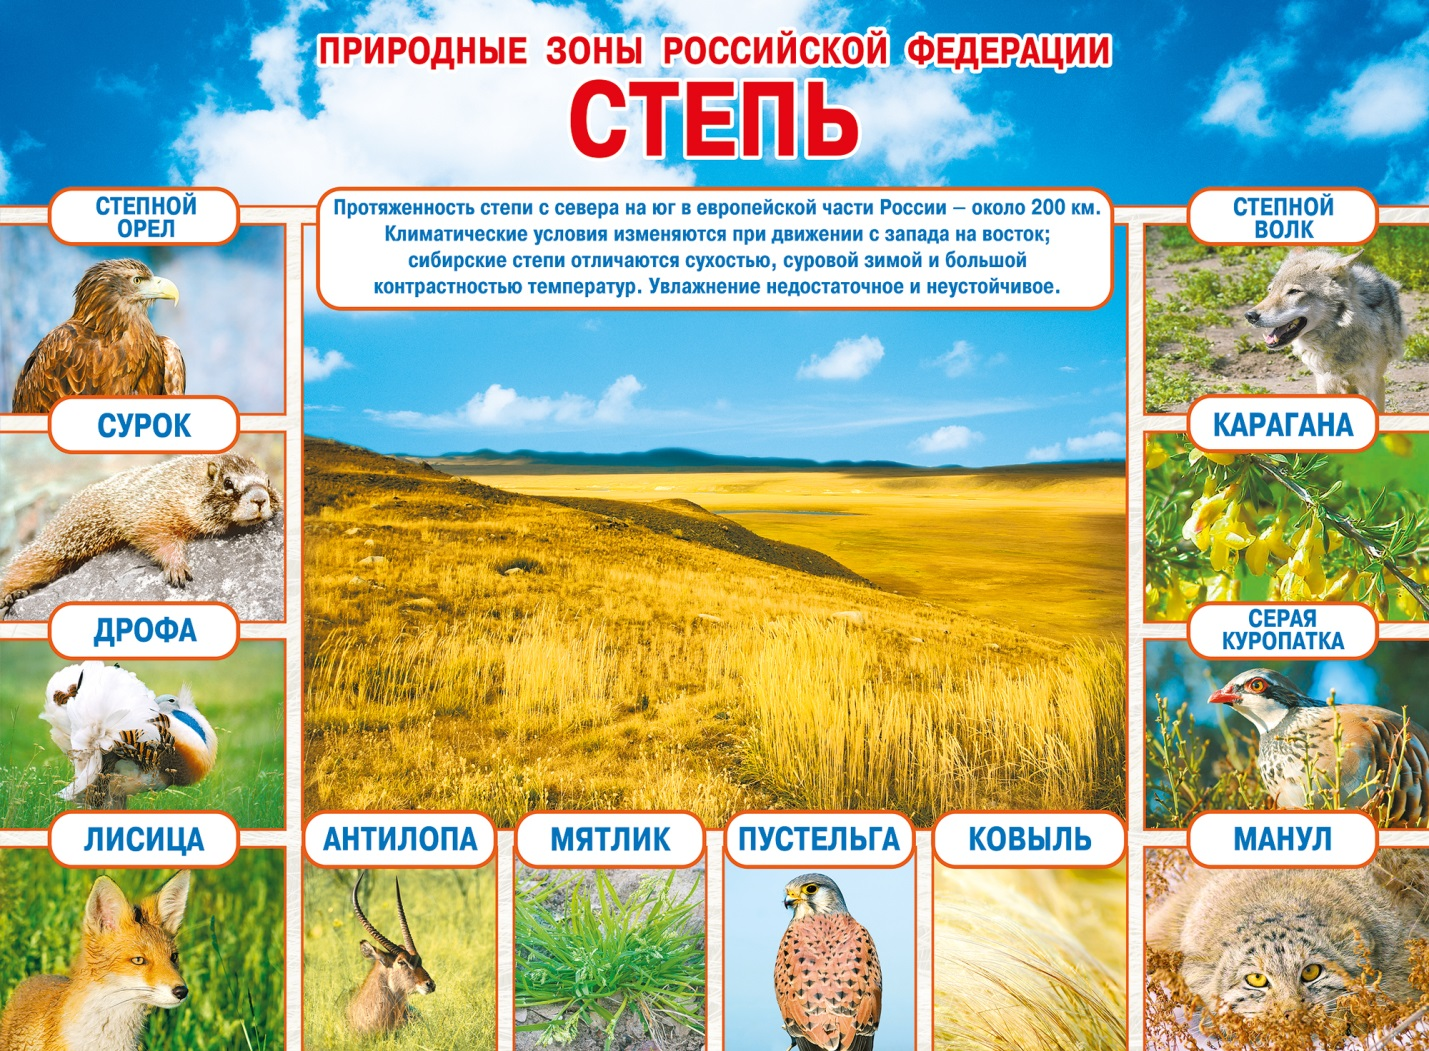 ПРИРОДНЫЕ ЗОНЫ РОССИЙСКОЙ ФЕДЕРАЦИИ
СТЕПЬ
Протяженность степи с севера на юг в европейской части России – около 200 км.
Климатические условия изменяются при движении с запада на восток;
сибирские степи отличаются сухостью, суровой зимой и большой
контрастностью температур. Увлажнение недостаточное и неустойчивое.
СТЕПНОЙ
ОРЕЛ
СТЕПНОЙ
ВОЛК
СУРОК
КАРАГАНА
ДРОФА
СЕРАЯ
КУРОПАТКА
ЛИСИЦА
АНТИЛОПА
МЯТЛИК
ПУСТЕЛЬГА
КОВЫЛЬ
МАНУЛ